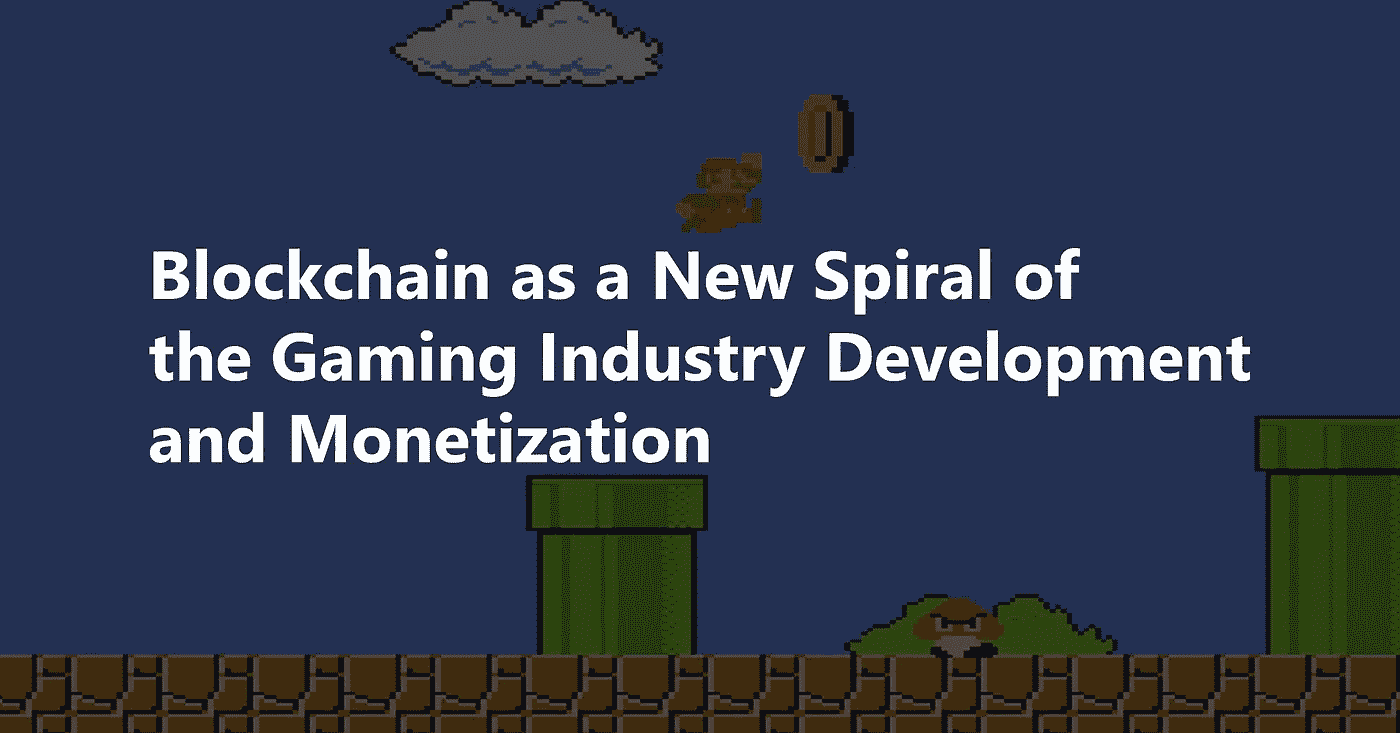 Blockchain as a New Spiral of
the Gaming Industry Development
and Monetization